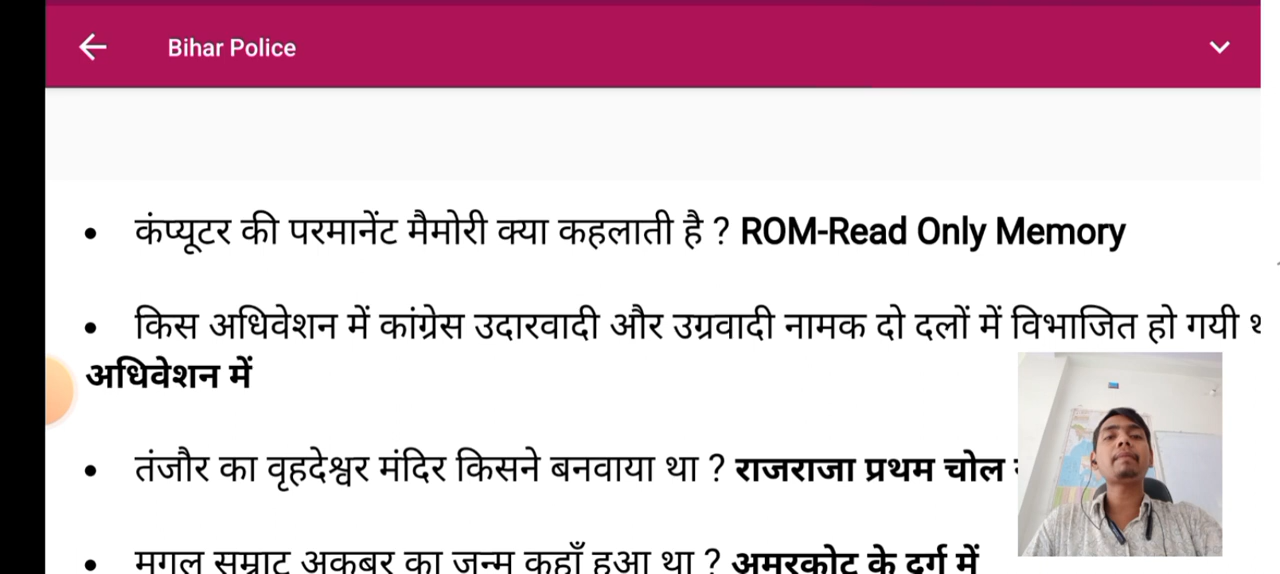 Bihar Police
• कंप्यूटर की परमानेंट मैमोरी क्या कहलाती है ? ROM-Read Only Memory
• किस अधिवेशन में कांग्रेस उदारवादी और उग्रवादी नामक दो दलों में विभाजित हो गयी
अधिवेशन में
• तंजौर का वृहदेश्वर मंदिर किसने बनवाया था ? राजराजा प्रथम चोल
• मुगल सम्राट अकबर का जन्म कहाँ हुआ था ? अमरकोट के दुर्ग में